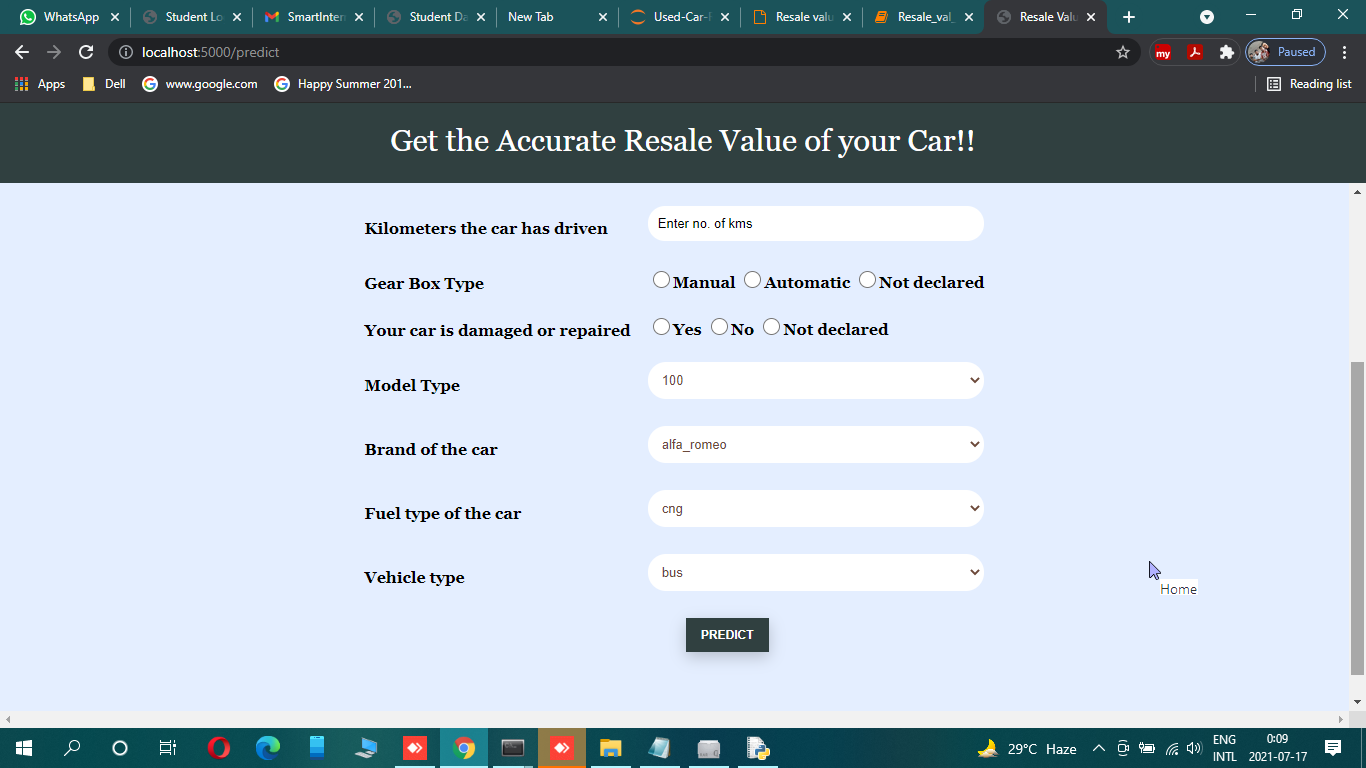 WhatsApp
Student Lo
SmartInter
Student Da
New Tab
Used-Car-
Resale valu
Resale_val_
Resale Valu
localhost:5000/predict
my
Paused
Apps
Dell
www.google.com
Happy Summer 201...
Reading list
Get the Accurate Resale Value of your Car!!
Kilometers the car has driven
Enter no. of kms
Gear Box Type
Manual Automatic Not declared
Your car is damaged or repaired
Yes No Not declared
Model Type
100
Brand of the car
alfa_romeo
Fuel type of the car
cng
Vehicle type
bus
Home
PREDICT
29°C Haze
ENG
INTL
0:09
2021-07-17